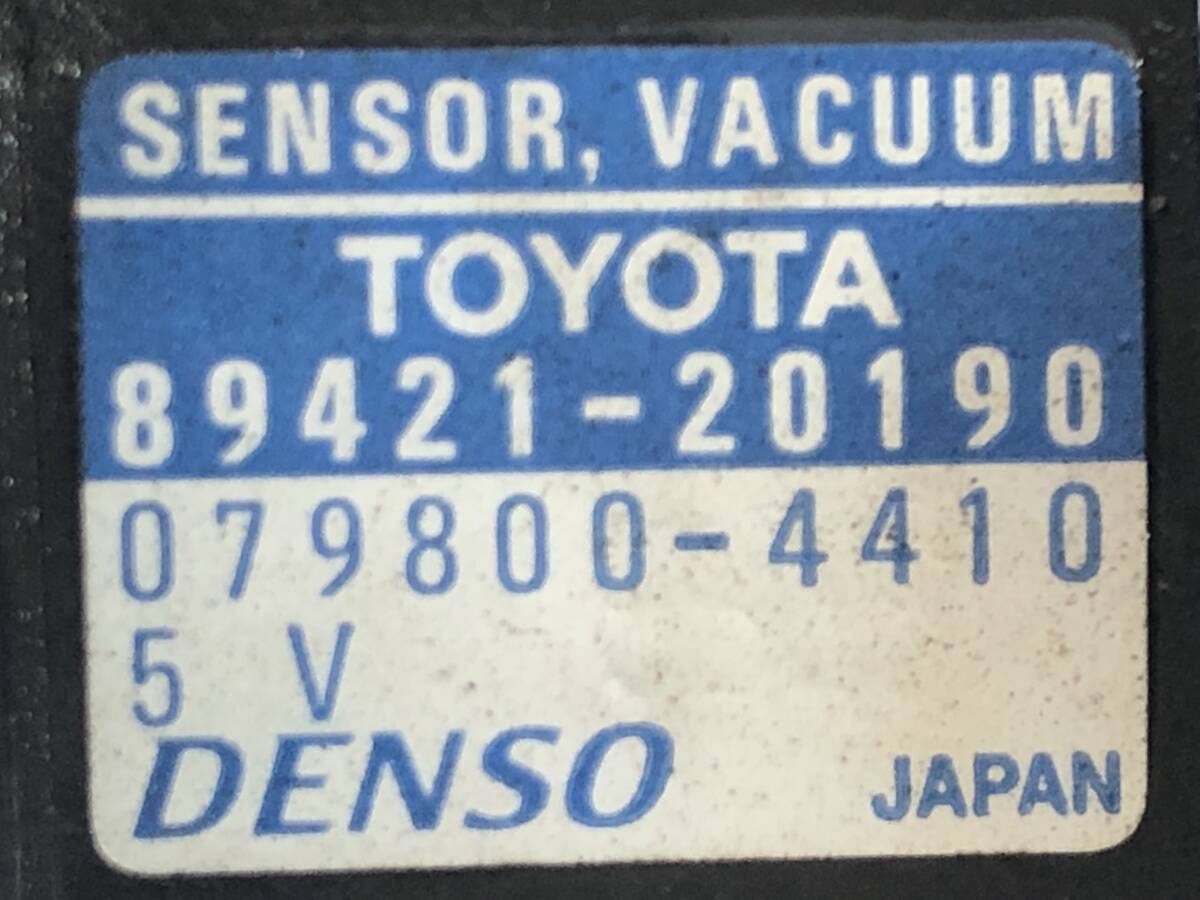 SENSOR, VACUUM
TOYOTA
89421-20190
079800-4410
5 V
DENSO JAPAN